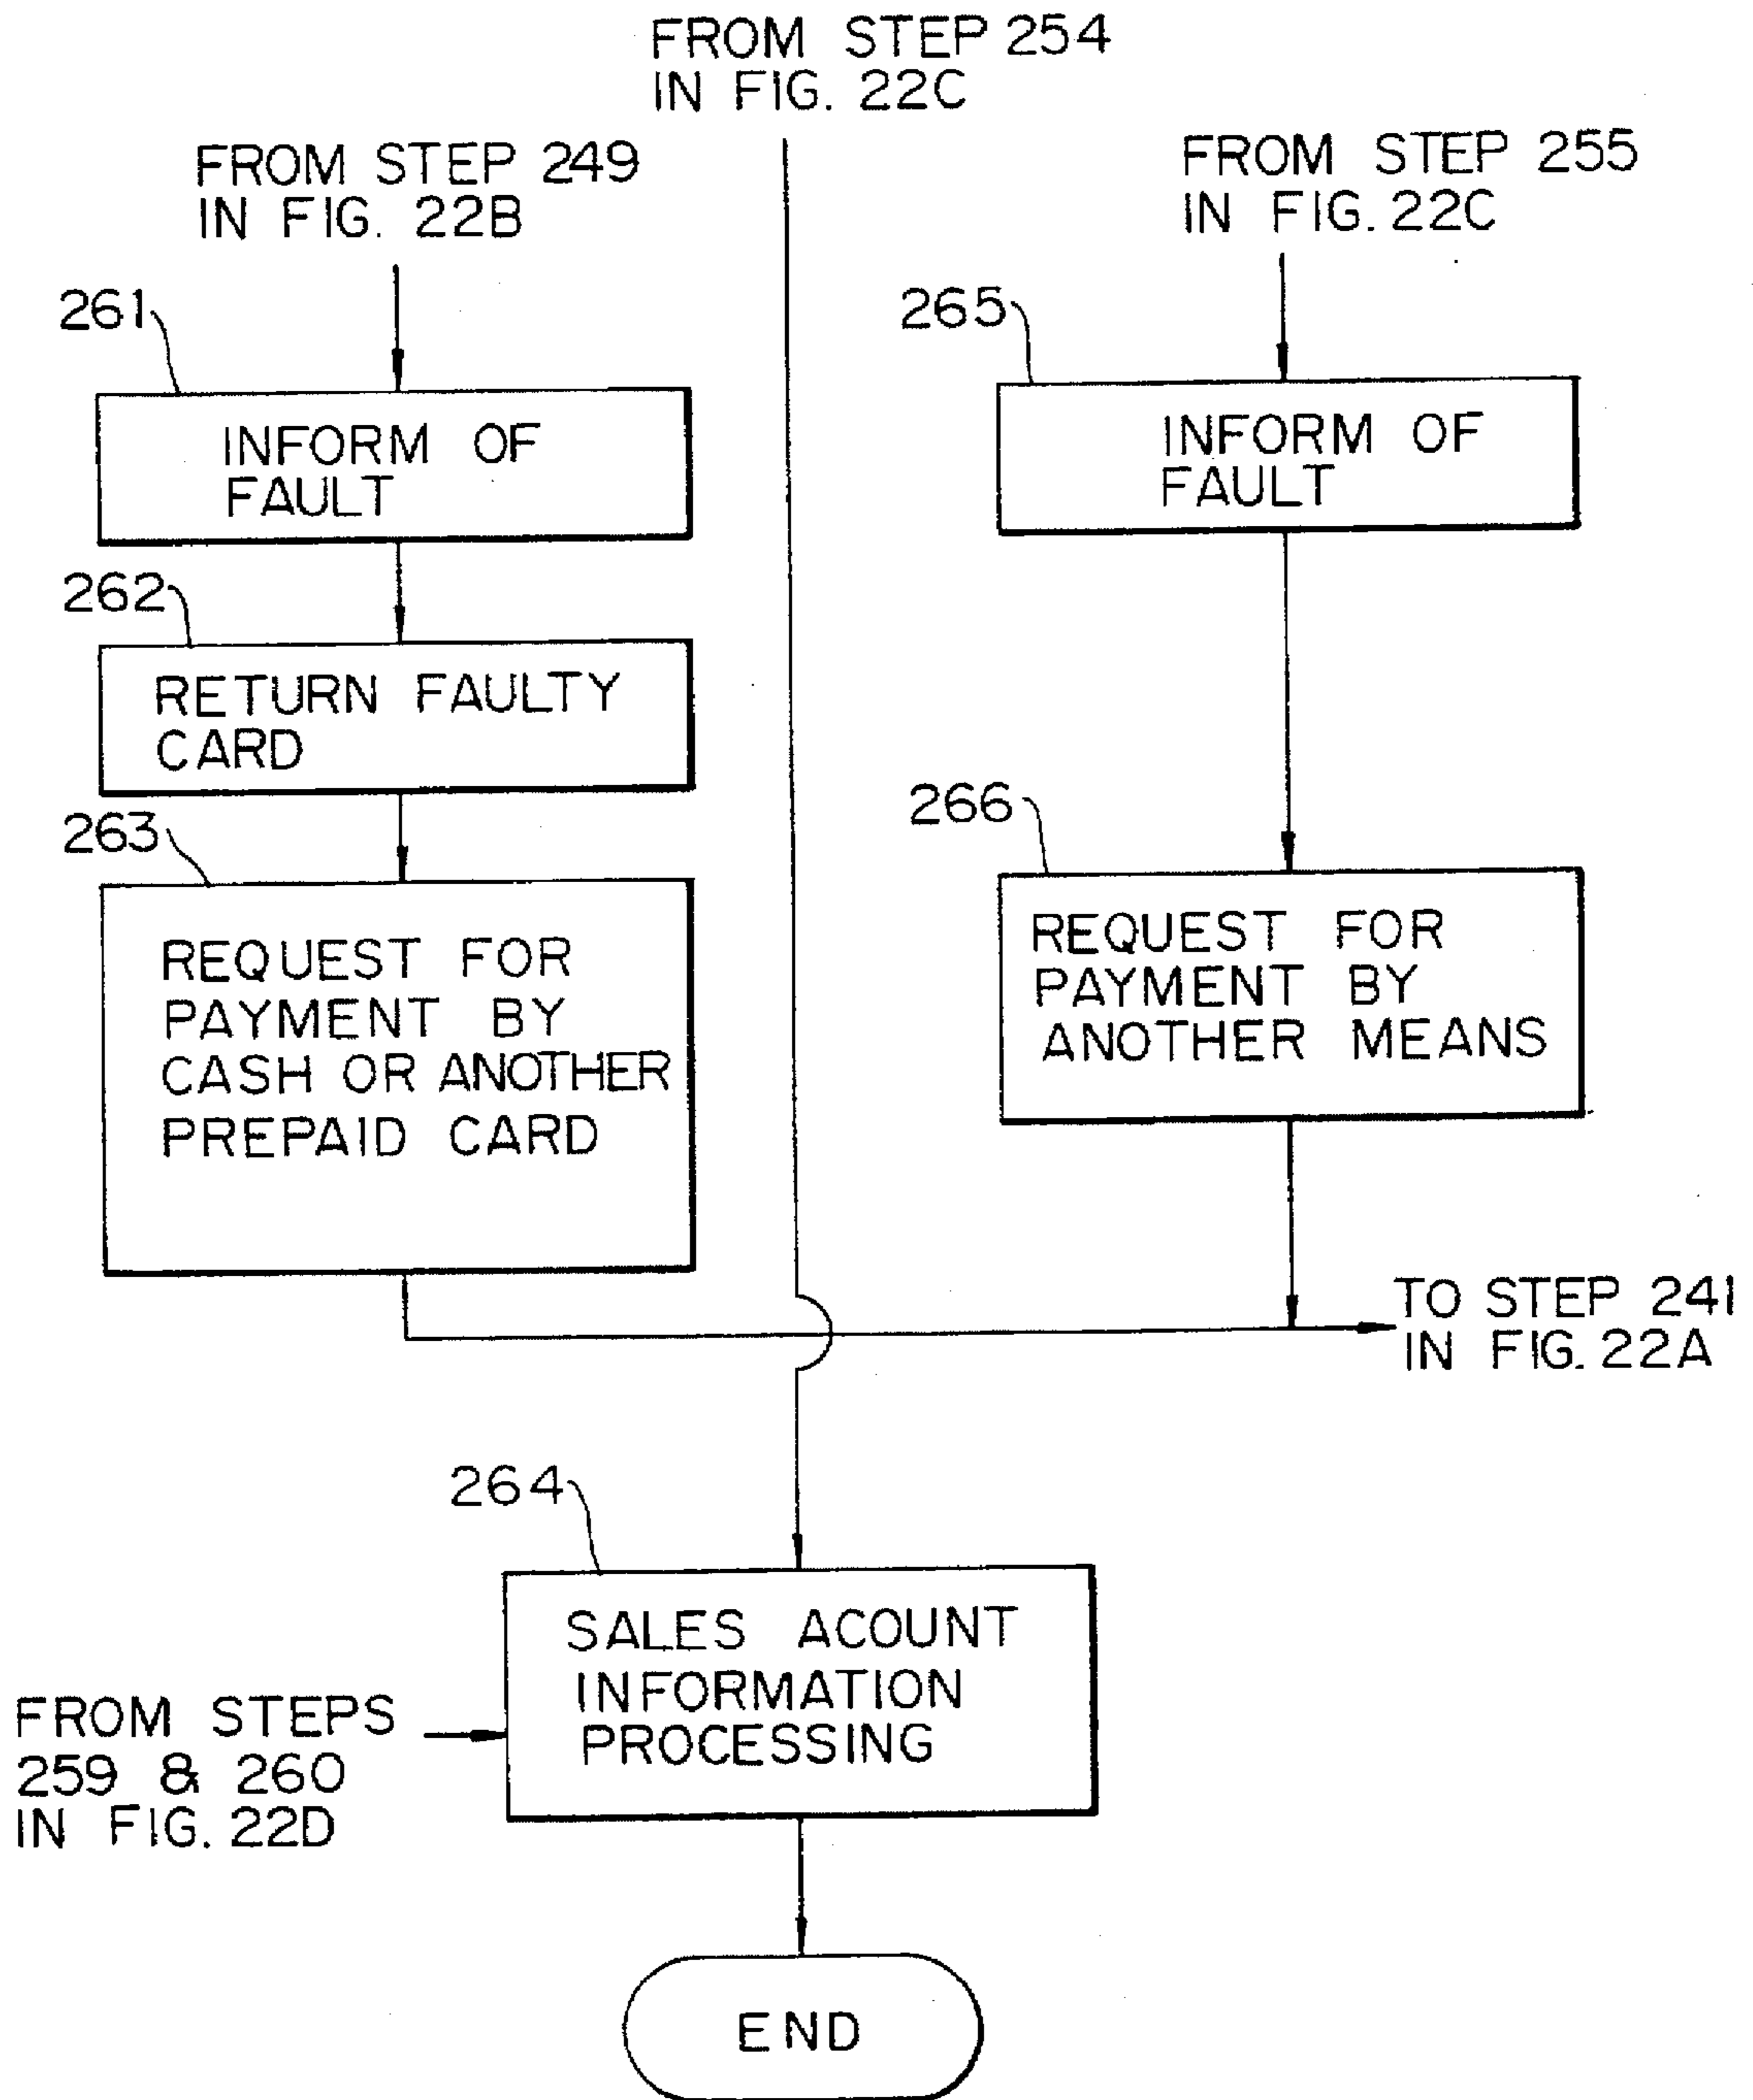 FROM STEP 254
IN FIG. 22C
FROM STEP 249
IN FIG. 22B
FROM STEP 255
IN FIG. 22C
261
INFORM OF
FAULT
265
INFORM OF
FAULT
262
RETURN FAULTY
CARD
263
REQUEST FOR
PAYMENT BY
CASH OR ANOTHER
PREPAID CARD
266
REQUEST FOR
PAYMENT BY
ANOTHER MEANS
TO STEP 241
IN FIG. 22A
264
SALES ACOUNT
INFORMATION
PROCESSING
FROM STEPS
259 & 260
IN FIG. 22D
END